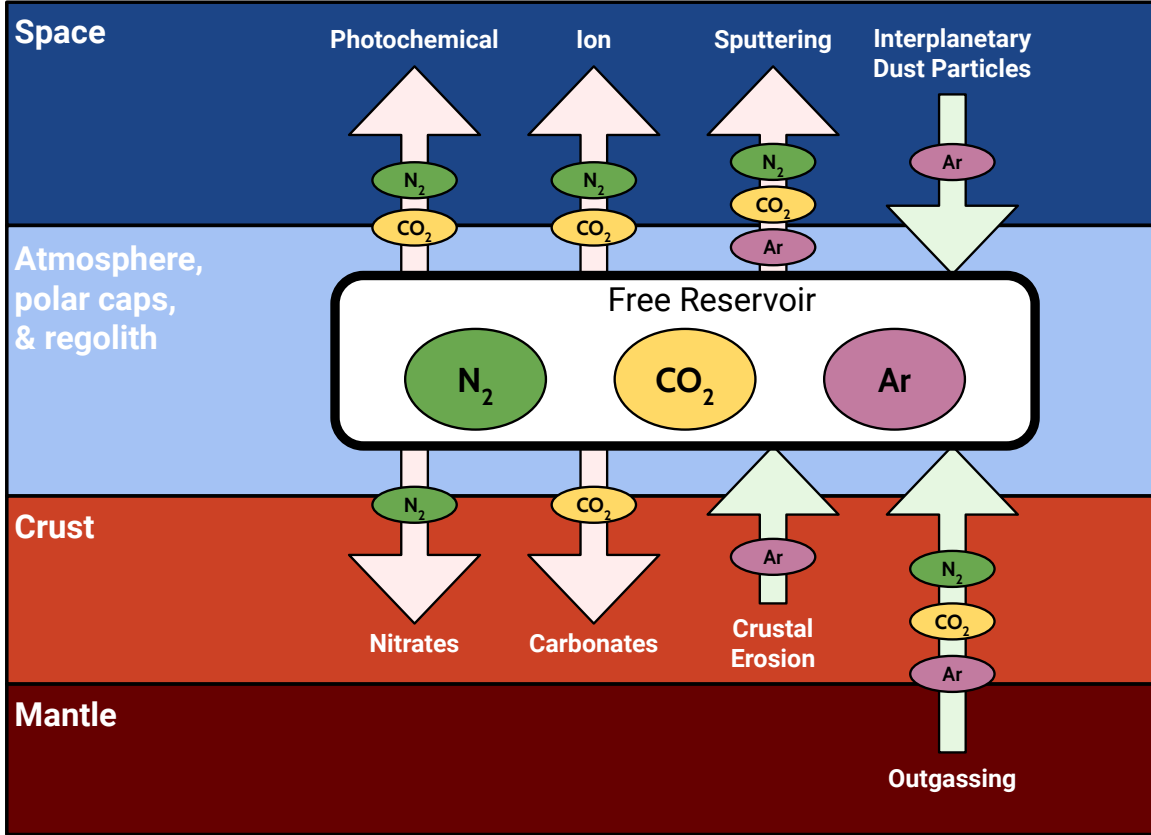 Space
Photochemical
Ion
Sputtering
Interplanetary
Dust Particles
N₂
CO₂
N₂
CO₂
N₂
CO₂
Ar
Ar
Atmosphere,
polar caps,
& regolith
Free Reservoir
N₂
CO₂
Ar
Crust
N₂
Nitrates
CO₂
Carbonates
Ar
Crustal
Erosion
N₂
CO₂
Ar
Mantle
Outgassing